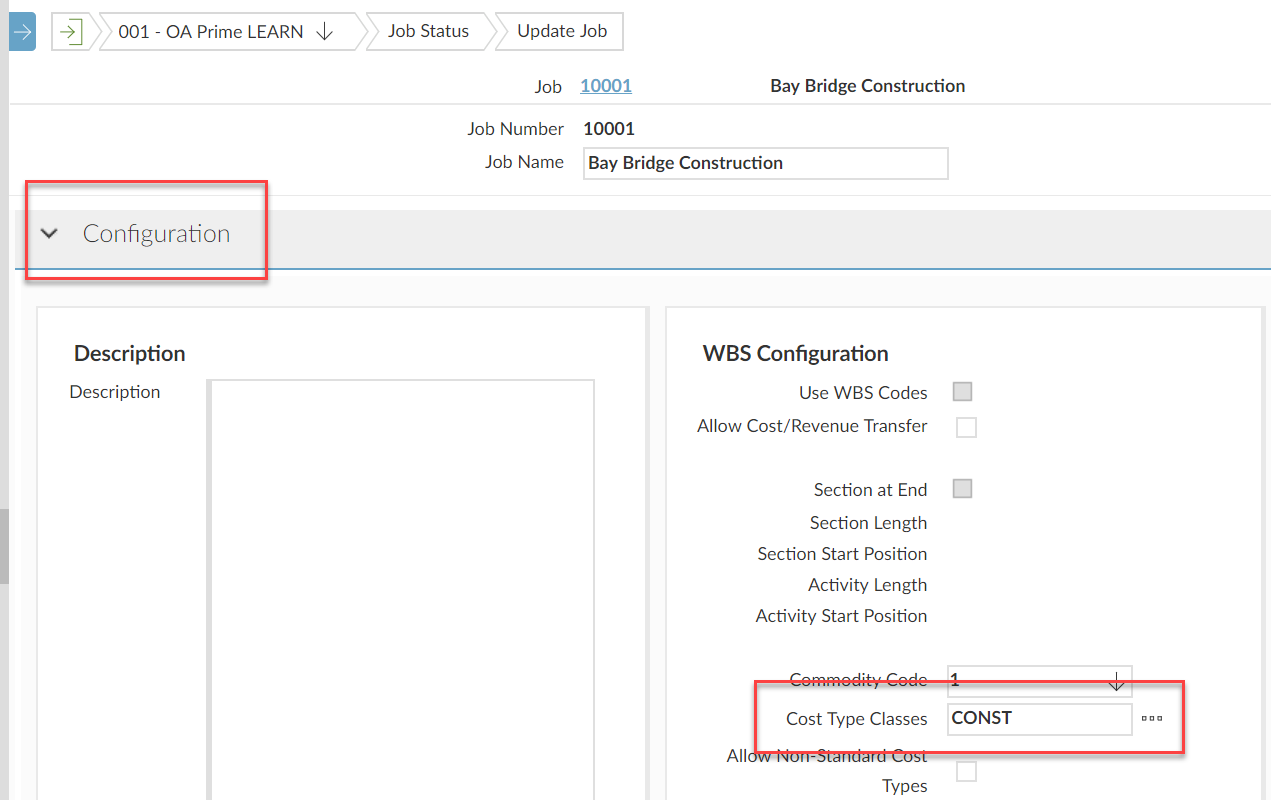 001 - OA Prime LEARN Job Status Update Job
Job 10001 Bay Bridge Construction
Job Number 10001
Job Name Bay Bridge Construction
Configuration
Description
Description
WBS Configuration
Use WBS Codes
Allow Cost/Revenue Transfer
Section at End
Section Length
Section Start Position
Activity Length
Activity Start Position
Commodity Code 1
Cost Type Classes CONST
Allow Non-Standard Cost
Types